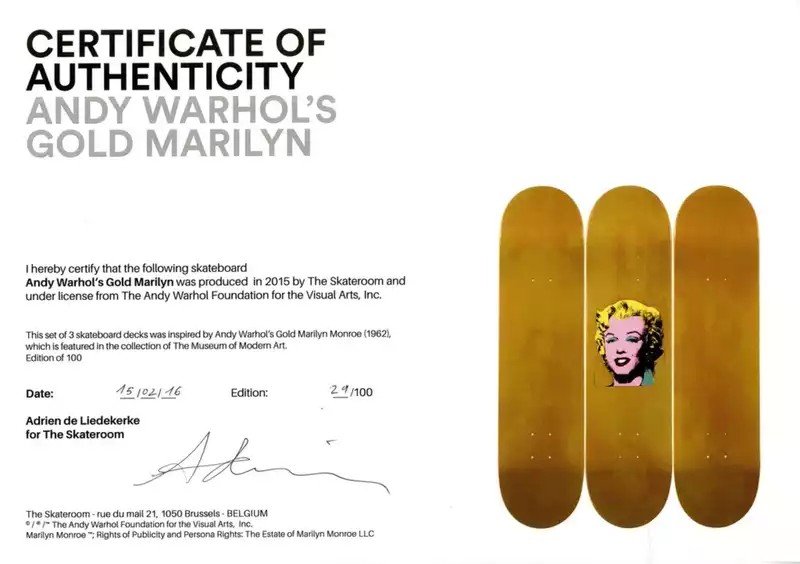 CERTIFICATE OF
AUTHENTICITY
ANDY WARHOL'S
GOLD MARILYN
I hereby certify that the following skateboard
Andy Warhol's Gold Marilyn was produced in 2015 by The Skateroom and
under license from The Andy Warhol Foundation for the Visual Arts, Inc.
This set of 3 skateboard decks was inspired by Andy Warhol's Gold Marilyn Monroe (1962),
which is featured in the collection of The Museum of Modern Art.
Edition of 100
Date: 15/02/16 Edition: 29/100
Adrien de Liedekerke
for The Skateroom
The Skateroom - rue du mail 21, 1050 Brussels - BELGIUM
©/®/™ The Andy Warhol Foundation for the Visual Arts, Inc.
Marilyn Monroe ™; Rights of Publicity and Persona Rights: The Estate of Marilyn Monroe LLC